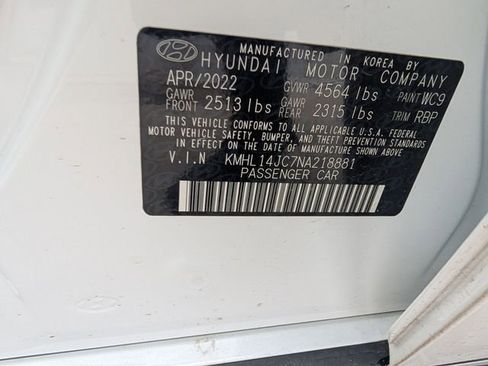 MANUFACTURED IN KOREA BY
HYUNDAI MOTOR COMPANY
APR/2022 GVWR 4564 lbs PAINT WC9
GAWR FRONT 2513 lbs GAWR REAR 2315 lbs TRIM RBP
THIS VEHICLE CONFORMS TO ALL APPLICABLE U.S.A. FEDERAL
MOTOR VEHICLE SAFETY, BUMPER, AND THEFT PREVENTION STANDARDS
IN EFFECT ON THE DATE OF MANUFACTURE SHOWN ABOVE.
V.I.N KMHL14JC7NA218881
PASSENGER CAR